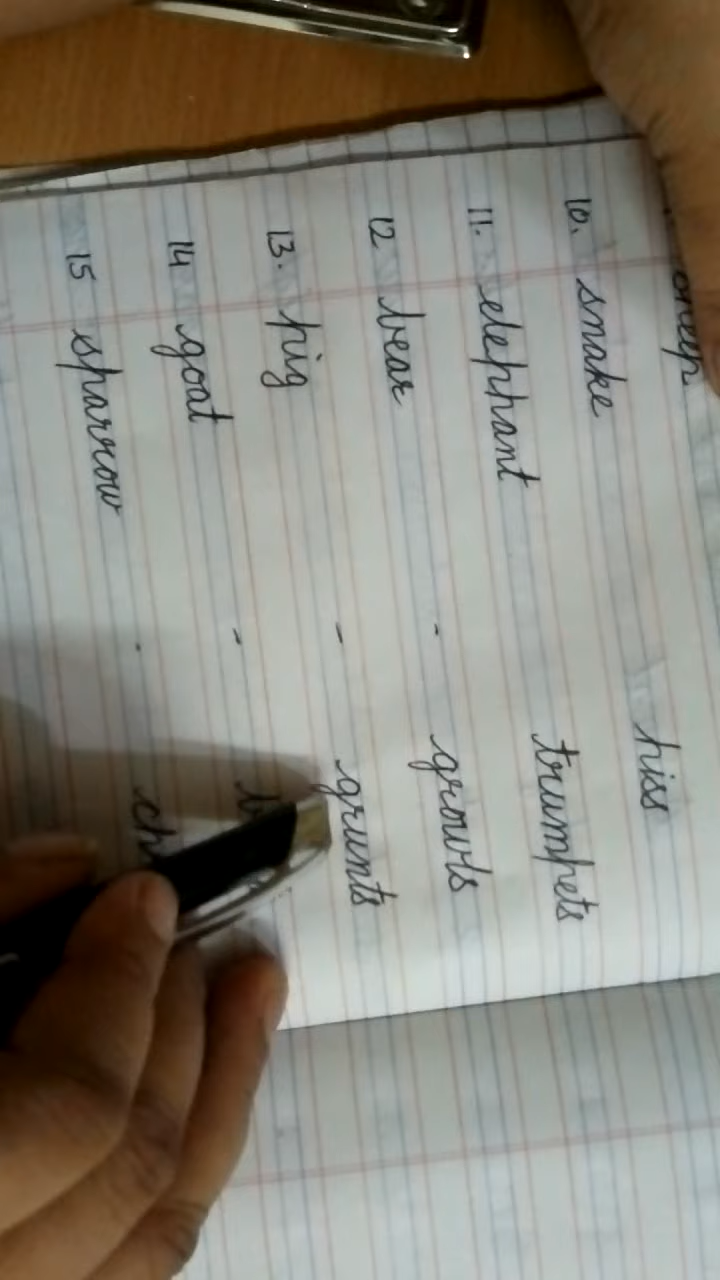 10. snake hiss
11. elephant trumpets
12 bear - growls
13. pig - grunts
14 goat -
15 sparrow -